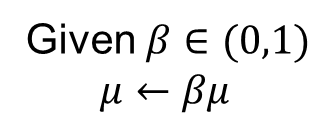 Given 𝛽 ∈ (0,1)
𝜇 ← 𝛽𝜇